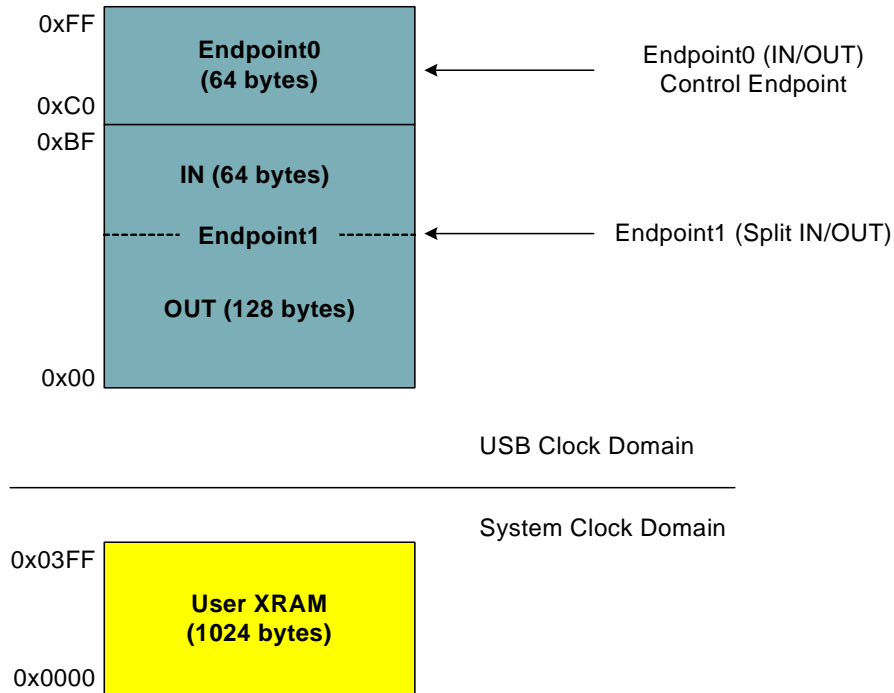 0xFF
Endpoint0
(64 bytes)
Endpoint0 (IN/OUT)
Control Endpoint
0xC0
0xBF
IN (64 bytes)
Endpoint1
Endpoint1 (Split IN/OUT)
OUT (128 bytes)
0x00
USB Clock Domain
System Clock Domain
0x03FF
User XRAM
(1024 bytes)
0x0000